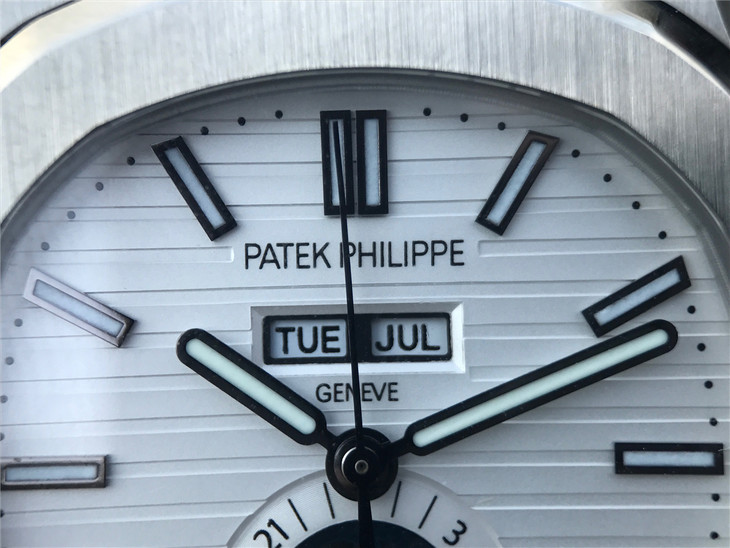 PATEK PHILIPPE
TUE JUL
GENEVE
21 3